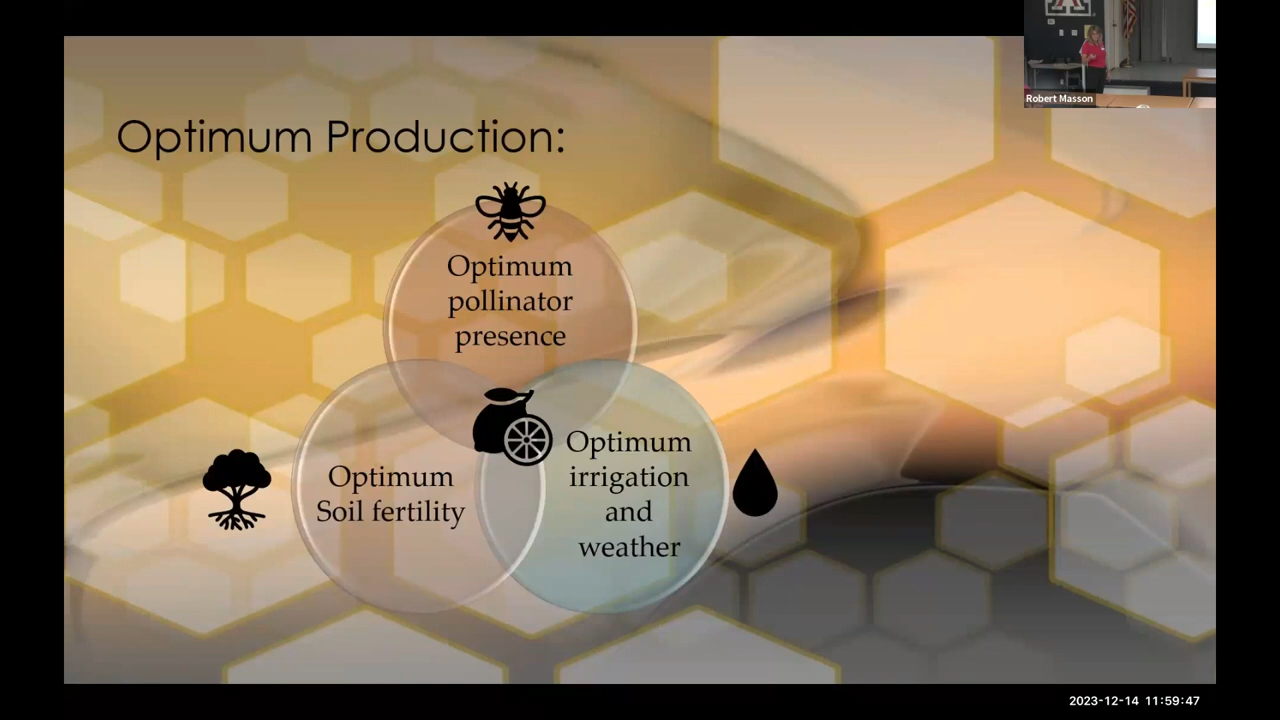 Robert Masson
Optimum Production:
Optimum
pollinator
presence
Optimum
Soil fertility
Optimum
irrigation
and
weather
2023-12-14 11:59:47